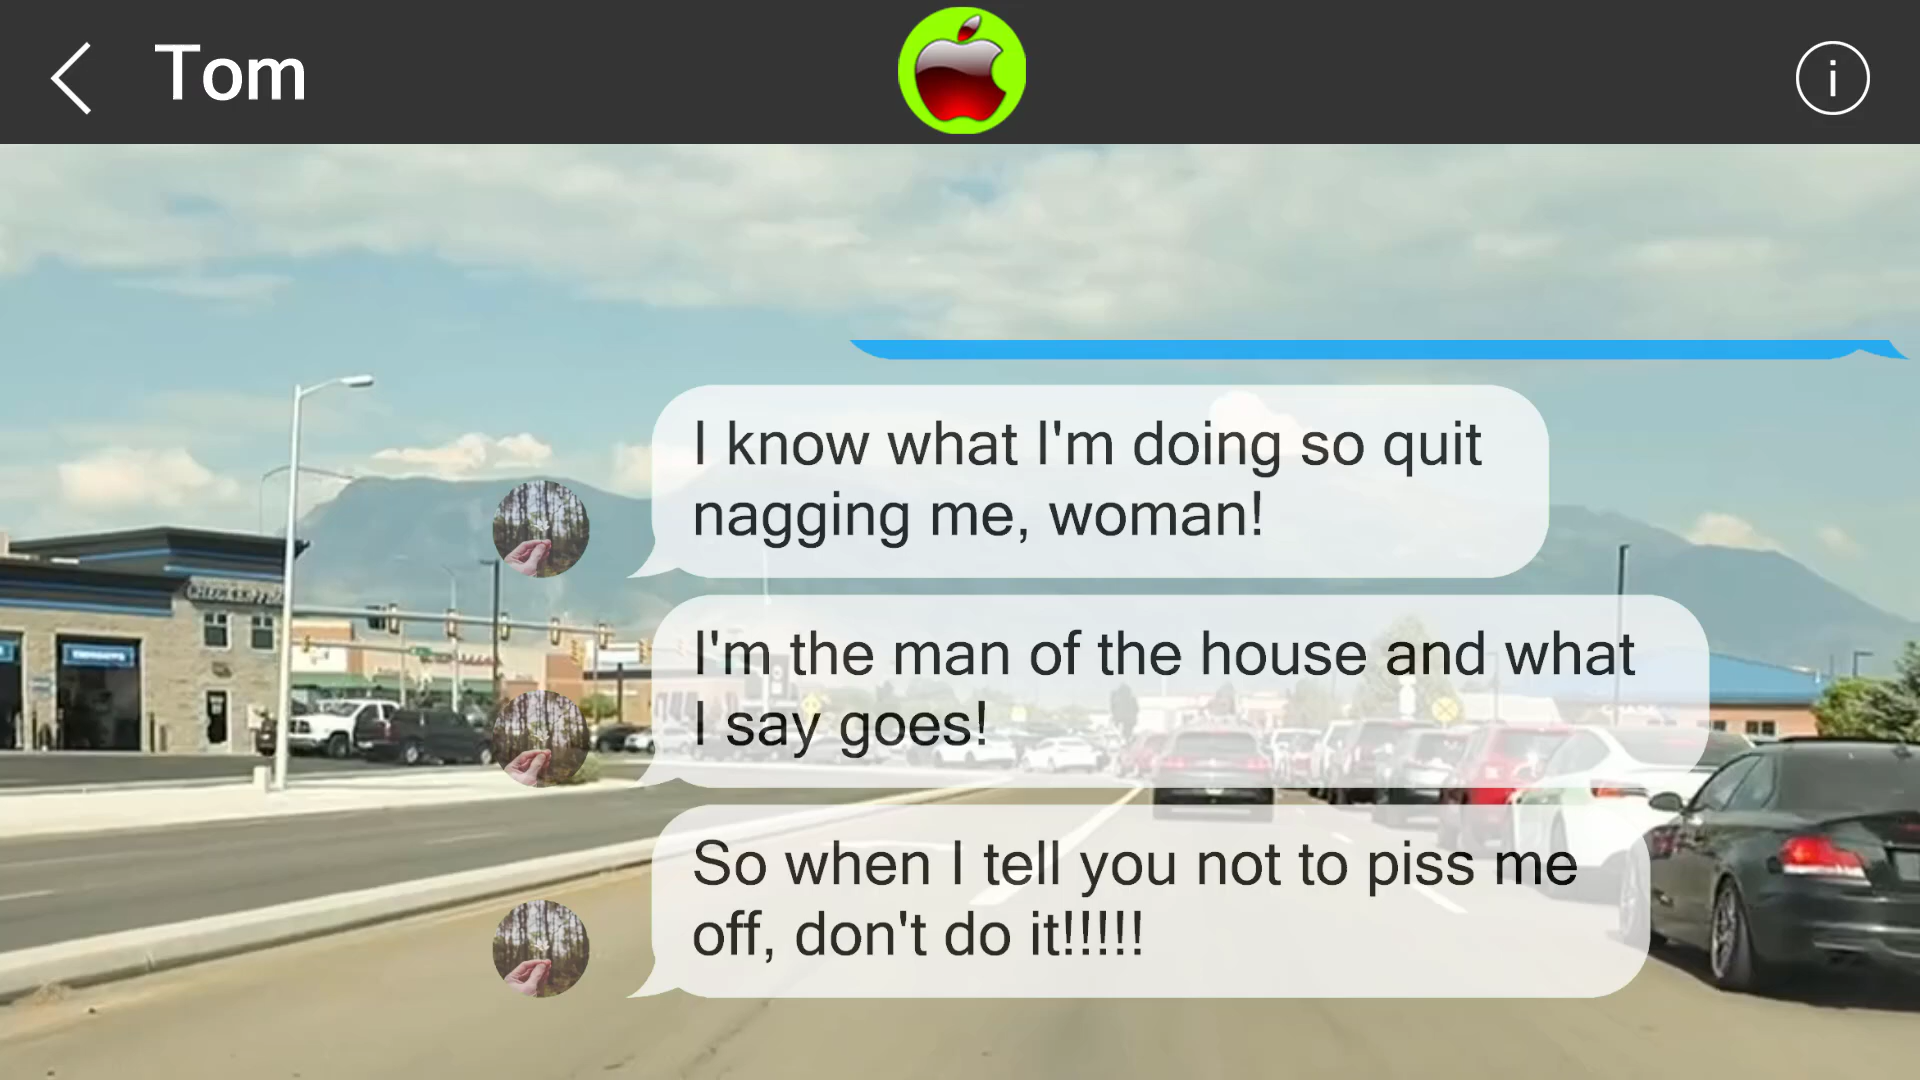 Tom
I know what I'm doing so quit
nagging me, woman!
I'm the man of the house and what
I say goes!
So when I tell you not to piss me
off, don't do it!!!!!